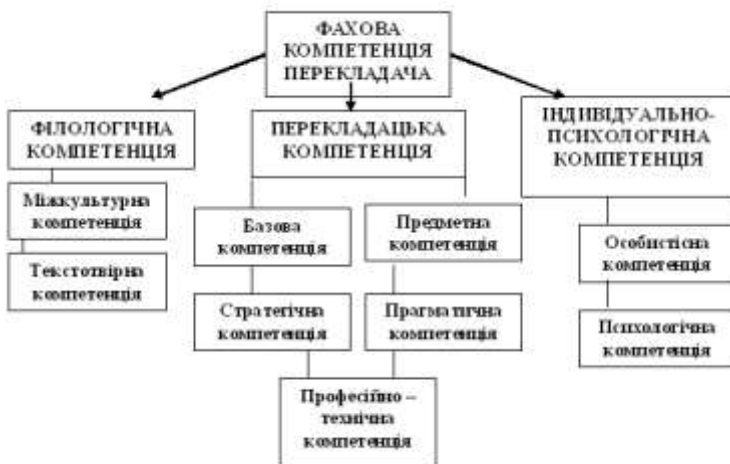 ФАХОВА
КОМПЕТЕНЦІЯ
ПЕРЕКЛАДАЧА
ФІЛОЛОГІЧНА
КОМПЕТЕНЦІЯ
Міжкультурна
компетенція
Текстотвірна
компетенція
ПЕРЕКЛАДАЦЬКА
КОМПЕТЕНЦІЯ
Базова
компетенція
Стратегічна
компетенція
Предметна
компетенція
Прагматична
компетенція
Професійно –
технічна
компетенція
ІНДИВІДУАЛЬНО-
ПСИХОЛОГІЧНА
КОМПЕТЕНЦІЯ
Особистісна
компетенція
Психологічна
компетенція